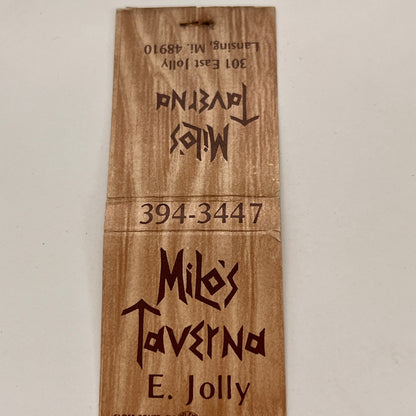 301 East Jolly
Lansing, Mi. 48910
Milo's
Taverna
394-3447
Milo's
Taverna
E. Jolly